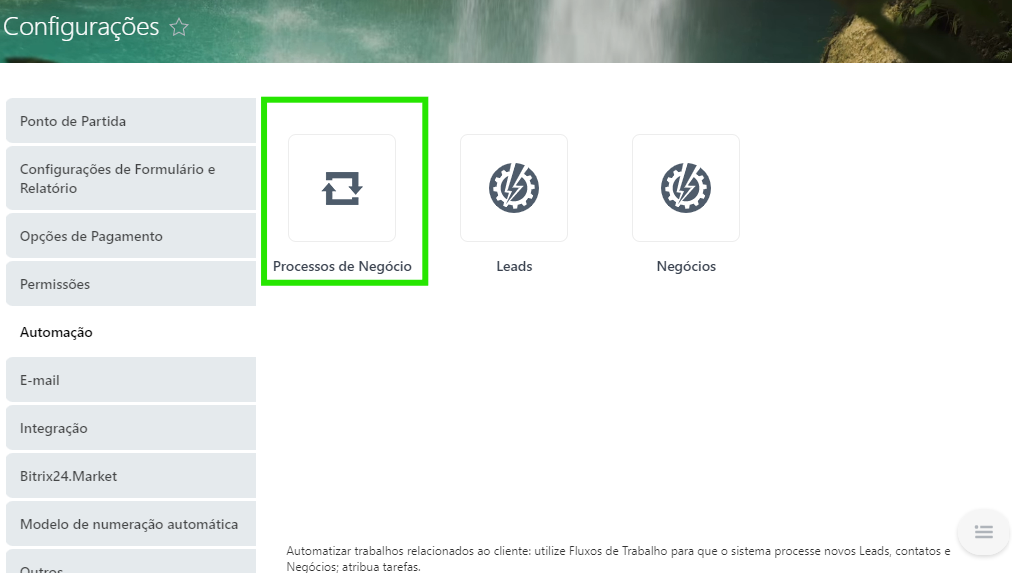 Configurações
Ponto de Partida
Configurações de Formulário e
Relatório
Opções de Pagamento
Permissões
Automação
E-mail
Integração
Bitrix24.Market
Modelo de numeração automática
Outros
Processos de Negócio
Leads
Negócios
Automatizar trabalhos relacionados ao cliente: utilize Fluxos de Trabalho para que o sistema processe novos Leads, contatos e
Negócios; atribua tarefas.